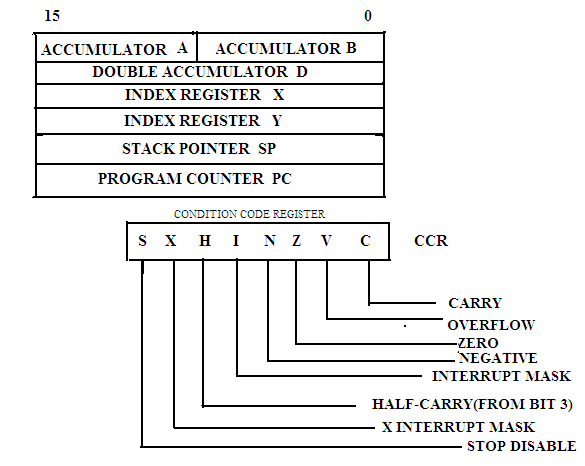 15 0
ACCUMULATOR A ACCUMULATOR B
DOUBLE ACCUMULATOR D
INDEX REGISTER X
INDEX REGISTER Y
STACK POINTER SP
PROGRAM COUNTER PC
CONDITION CODE REGISTER
S X H I N Z V C CCR
CARRY
OVERFLOW
ZERO
NEGATIVE
INTERRUPT MASK
HALF-CARRY(FROM BIT 3)
X INTERRUPT MASK
STOP DISABLE